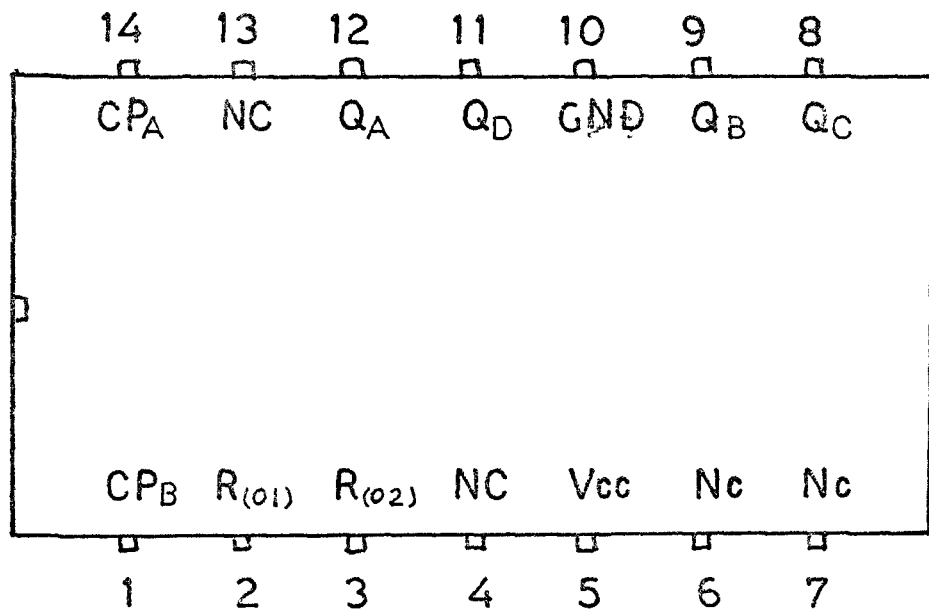 14 13 12 11 10 9 8
CPA NC QA QD GND QB QC
CPB R(01) R(02) NC Vcc Nc Nc
1 2 3 4 5 6 7